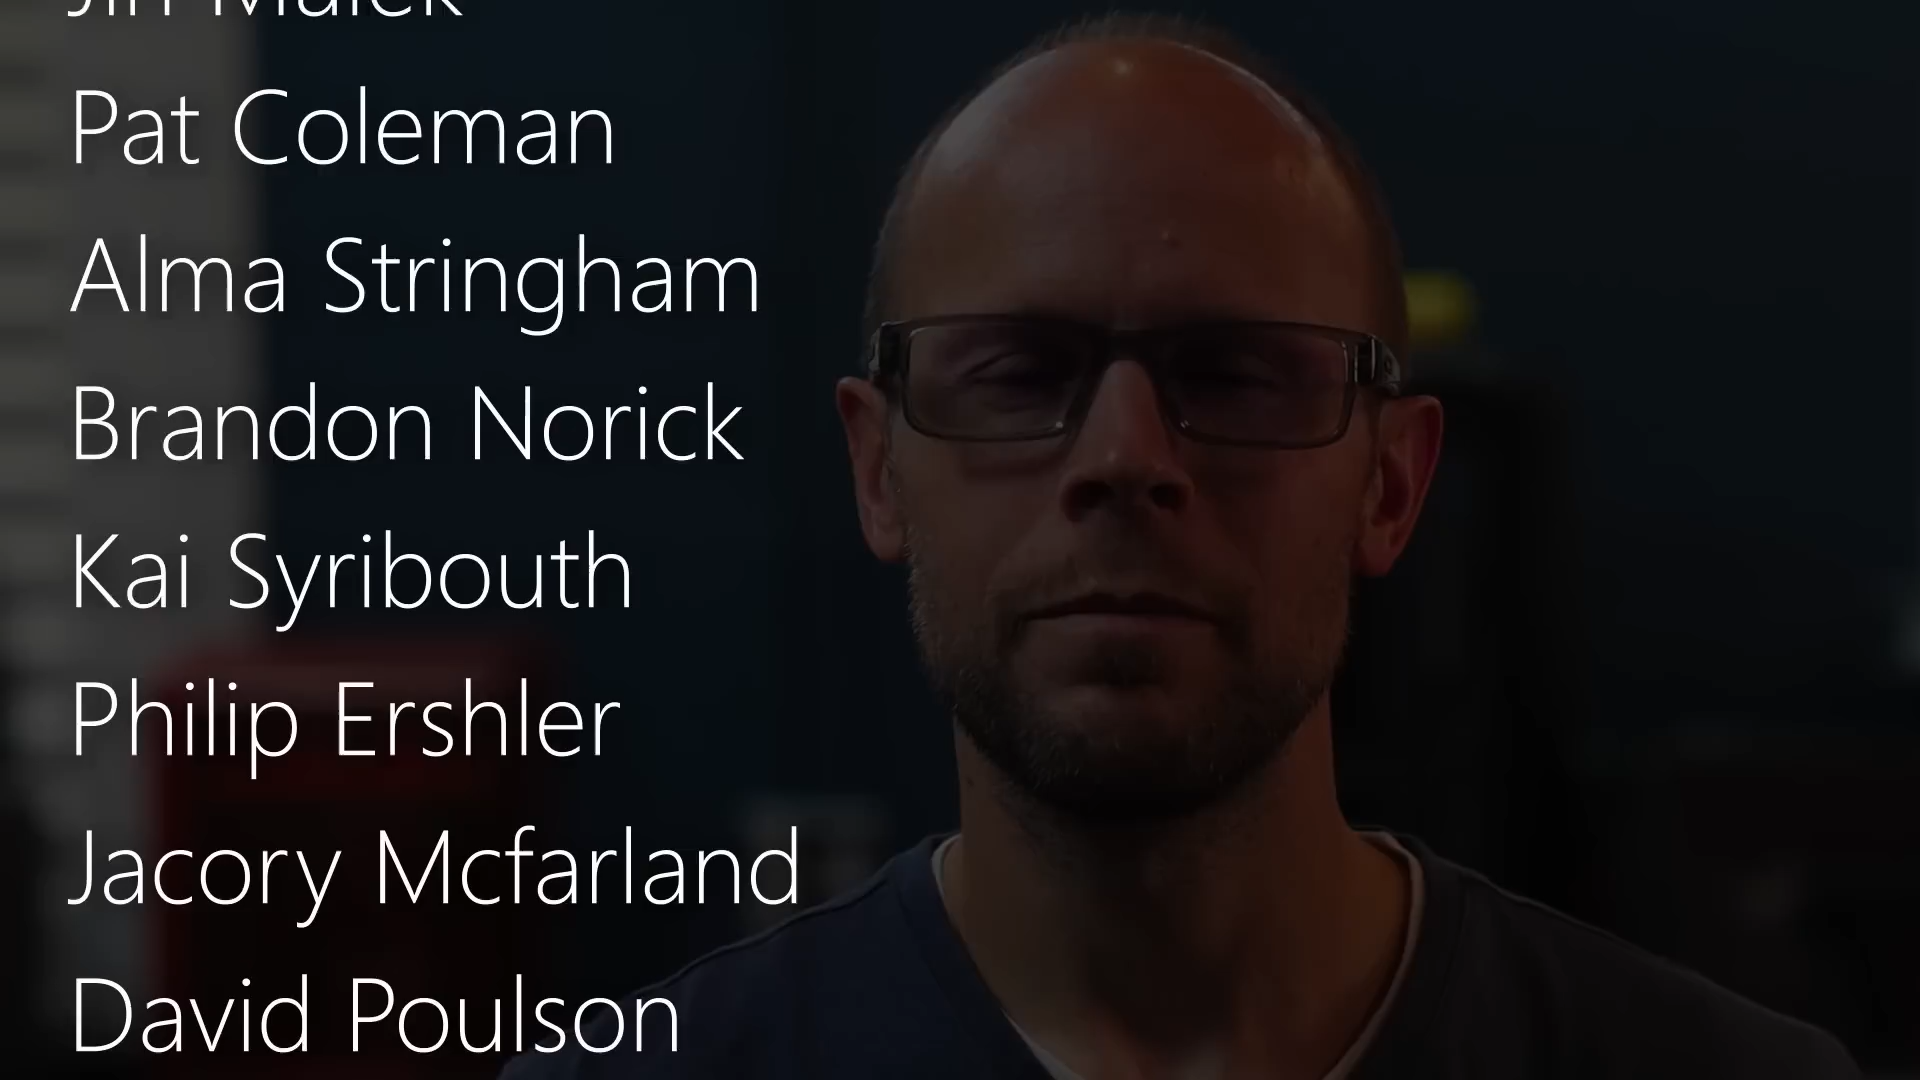 Pat Coleman
Alma Stringham
Brandon Norick
Kai Syribouth
Philip Ershler
Jacory Mcfarland
David Poulson